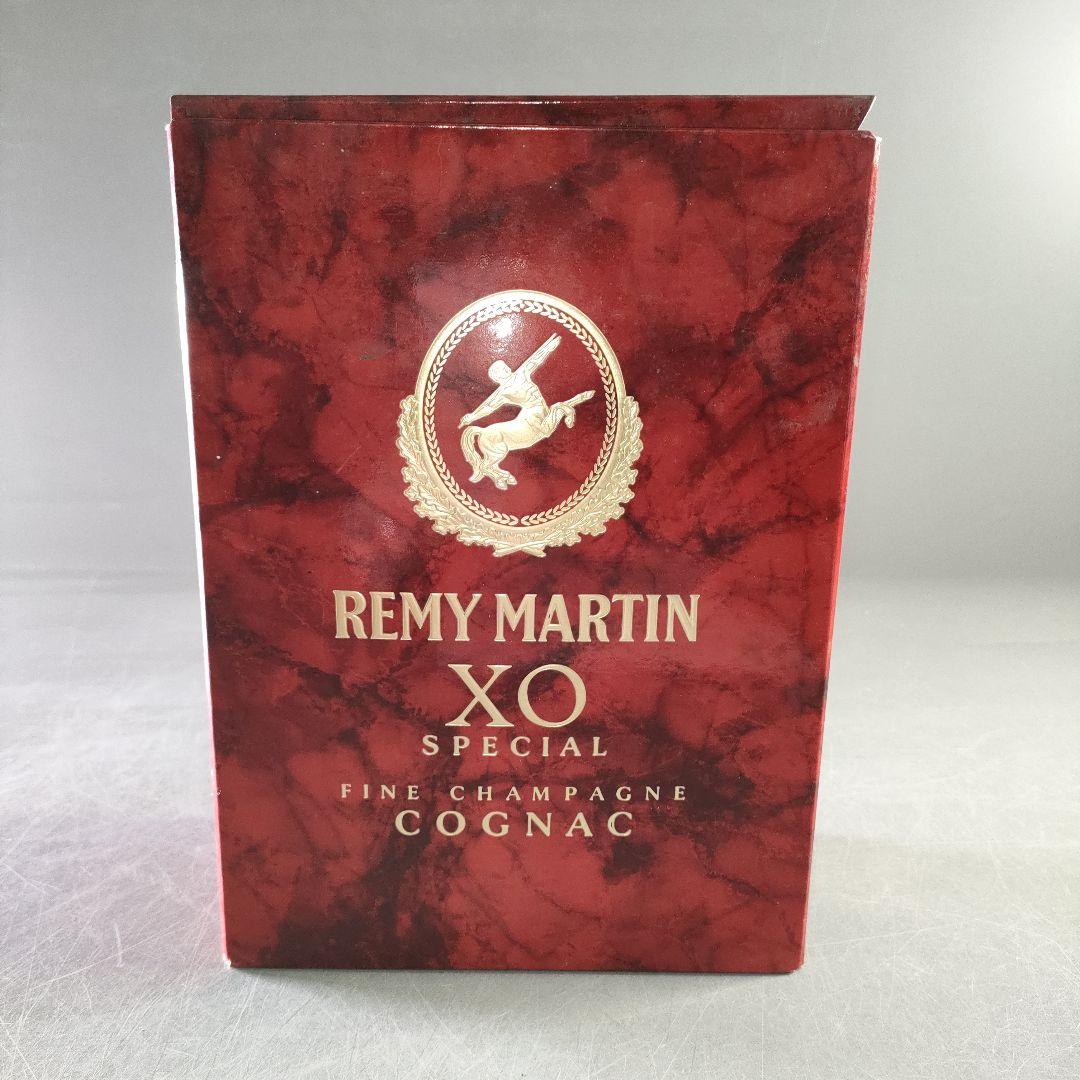 REMY MARTIN
XO
SPECIAL
FINE CHAMPAGNE
COGNAC